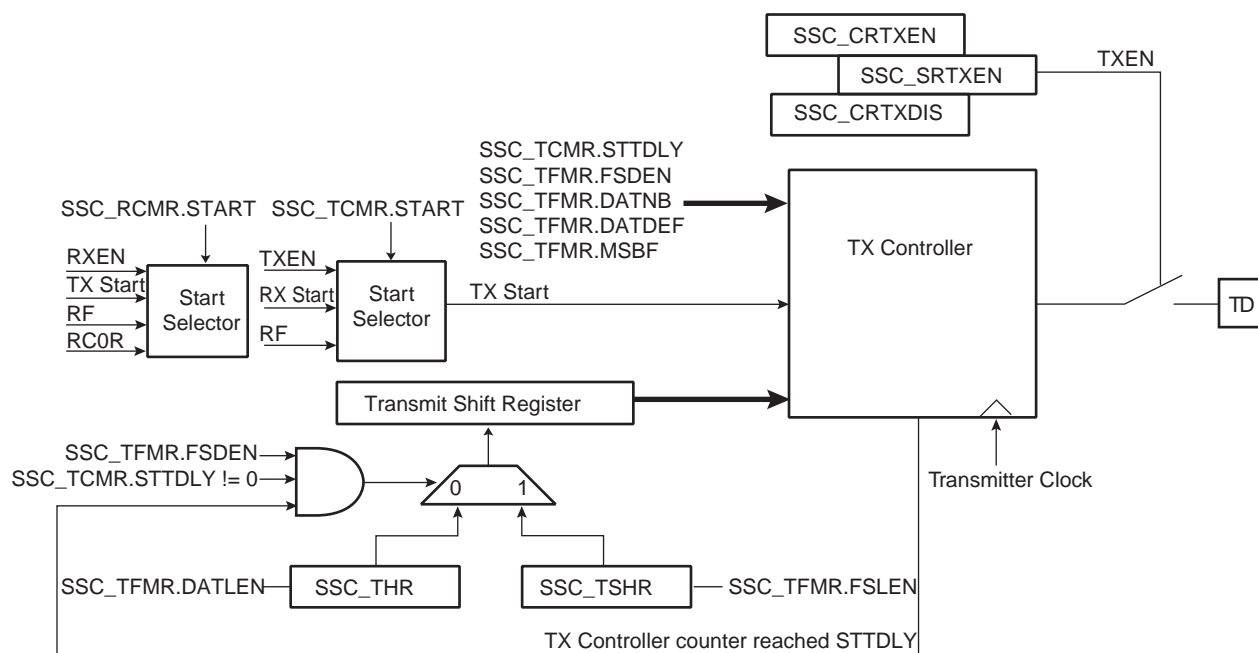 SSC_CRTXEN
SSC_SRTXEN
TXEN
SSC_CRTXDIS
SSC_TCMR.STTDLY
SSC_TFMR.FSDEN
SSC_TFMR.DATNB
SSC_TFMR.DATDEF
SSC_TFMR.MSBF
SSC_RCMR.START
SSC_TCMR.START
RXEN
TX Start
RF
RC0R
Start
Selector
TXEN
RX Start
RF
Start
Selector
TX Start
TX Controller
TD
Transmit Shift Register
SSC_TFMR.FSDEN
SSC_TCMR.STTDLY != 0
0 1
Transmitter Clock
SSC_TFMR.DATLEN
SSC_THR
SSC_TSHR
SSC_TFMR.FSLEN
TX Controller counter reached STTDLY